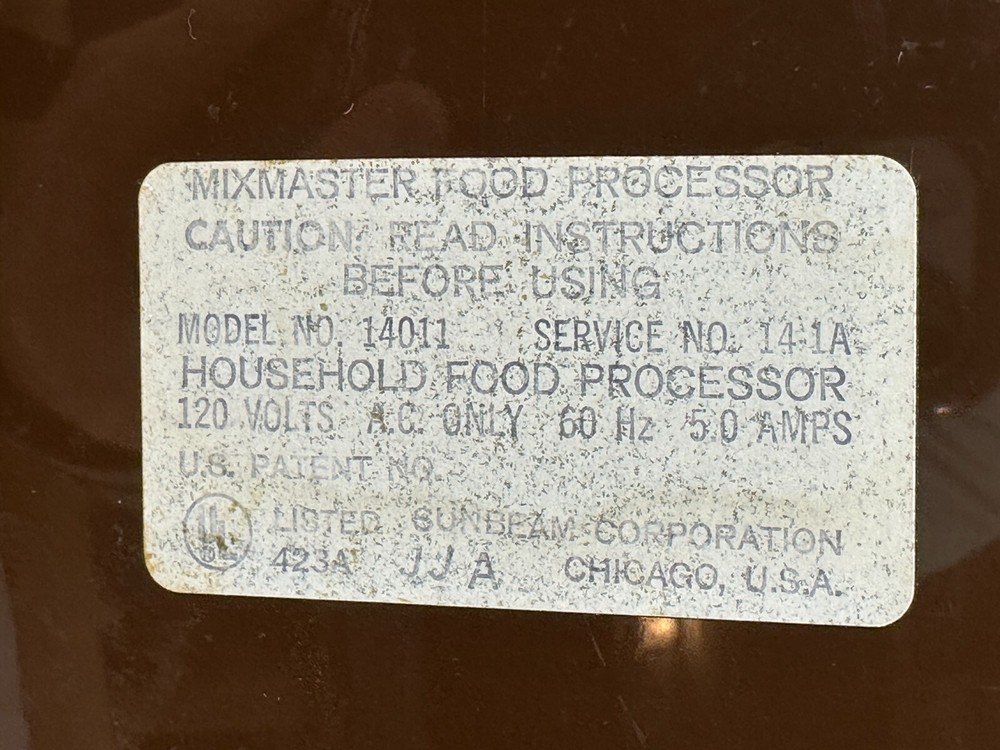 MIXMASTER FOOD PROCESSOR
CAUTION: READ INSTRUCTIONS
BEFORE USING
MODEL NO. 14011 SERVICE NO. 14-1A
HOUSEHOLD FOOD PROCESSOR
120 VOLTS A.C. ONLY 60 Hz 5.0 AMPS
U.S. PATENT NO.
UL LISTED SUNBEAM CORPORATION
423A JJ A CHICAGO, U.S.A.